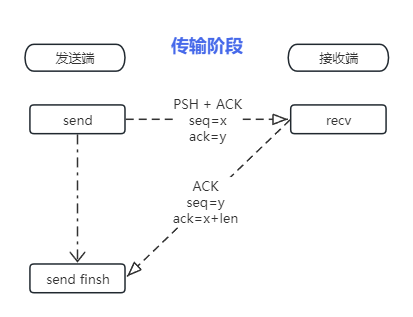 传输阶段
发送端
接收端
send
PSH + ACK
seq=x
ack=y
recv
ACK
seq=y
ack=x+len
send finsh